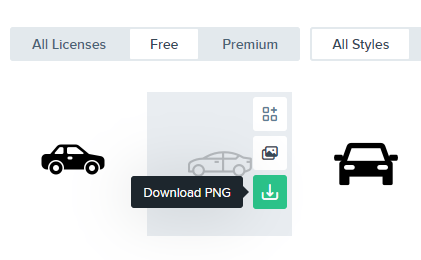 All Licenses
Free
Premium
All Styles
Download PNG